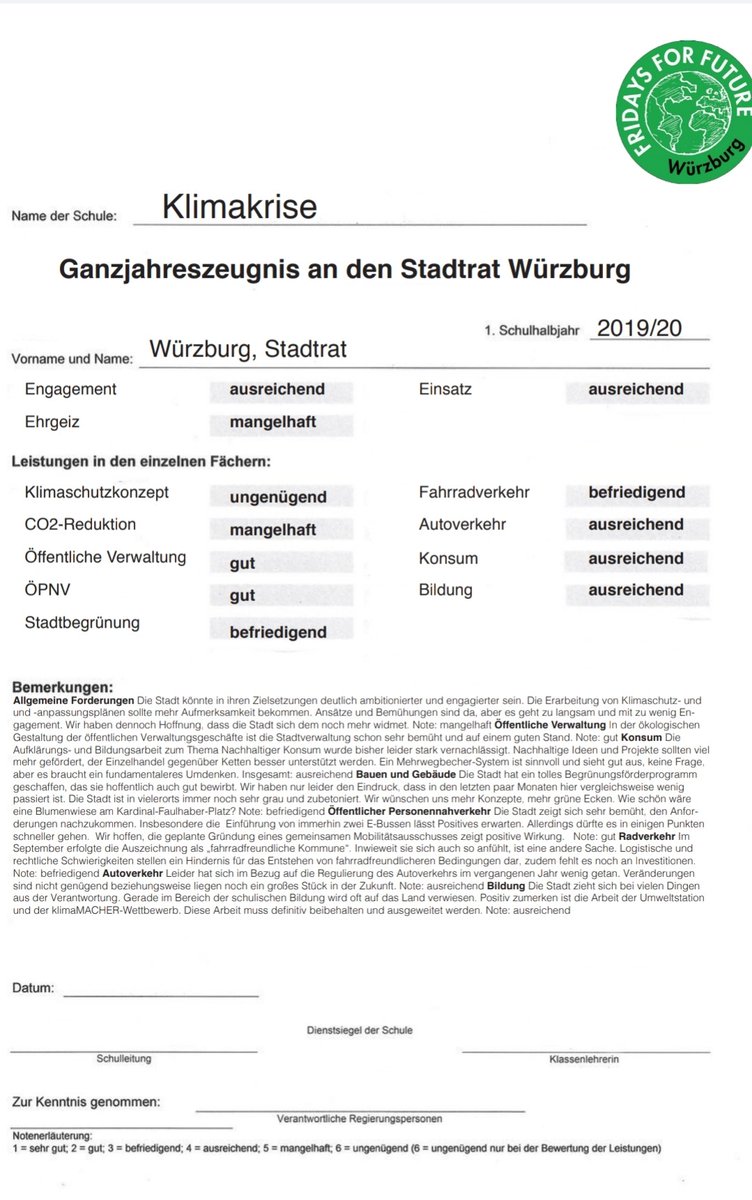 FRIDAYS FOR FUTURE
Würzburg
Name der Schule: Klimakrise
Ganzjahreszeugnis an den Stadtrat Würzburg
1. Schulhalbjahr 2019/20
Vorname und Name: Würzburg, Stadtrat
Engagement ausreichend Einsatz ausreichend
Ehrgeiz mangelhaft
Leistungen in den einzelnen Fächern:
Klimaschutzkonzept ungenügend Fahrradverkehr befriedigend
CO2-Reduktion mangelhaft Autoverkehr ausreichend
Öffentliche Verwaltung gut Konsum ausreichend
ÖPNV gut Bildung ausreichend
Stadtbegrünung befriedigend
Bemerkungen:
Allgemeine Forderungen Die Stadt könnte in ihren Zielsetzungen deutlich ambitionierter und engagierter sein. Die Erarbeitung von Klimaschutz- und
und -anpassungsplänen sollte mehr Aufmerksamkeit bekommen. Ansätze und Bemühungen sind da, aber es geht zu langsam und mit zu wenig En-
gagement. Wir haben dennoch Hoffnung, dass die Stadt sich dem noch mehr widmet. Note: mangelhaft Öffentliche Verwaltung In der ökologischen
Gestaltung der öffentlichen Verwaltungsgeschäfte ist die Stadtverwaltung schon sehr bemüht und auf einem guten Stand. Note: gut Konsum Die
Aufklärungs- und Bildungsarbeit zum Thema Nachhaltiger Konsum wurde bisher leider stark vernachlässigt. Nachhaltige Ideen und Projekte sollten viel
mehr gefördert, der Einzelhandel gegenüber Ketten besser unterstützt werden. Ein Mehrwegbecher-System ist sinnvoll und sieht gut aus, keine Frage,
aber es braucht ein fundamentaleres Umdenken. Insgesamt: ausreichend Bauen und Gebäude Die Stadt hat ein tolles Begrünungsförderprogramm
geschaffen, das sie hoffentlich auch gut bewirbt. Wir haben nur leider den Eindruck, dass in den letzten paar Monaten hier vergleichsweise wenig
passiert ist. Die Stadt ist in vielerorts immer noch sehr grau und zubetoniert. Wir wünschen uns mehr Konzepte, mehr grüne Ecken. Wie schön wäre
eine Blumenwiese am Kardinal-Faulhaber-Platz? Note: befriedigend Öffentlicher Personennahverkehr Die Stadt zeigt sich sehr bemüht, den Anfor-
derungen nachzukommen. Insbesondere die Einführung von immerhin zwei E-Bussen lässt Positives erwarten. Allerdings dürfte es in einigen Punkten
schneller gehen. Wir hoffen, die geplante Gründung eines gemeinsamen Mobilitätsausschusses zeigt positive Wirkung. Note: gut Radverkehr Im
September erfolgte die Auszeichnung als „fahrradfreundliche Kommune“. Inwieweit sie sich auch so anfühlt, ist eine andere Sache. Logistische und
rechtliche Schwierigkeiten stellen ein Hindernis für das Entstehen von fahrradfreundlicheren Bedingungen dar, zudem fehlt es noch an Investitionen.
Note: befriedigend Autoverkehr Leider hat sich im Bezug auf die Regulierung des Autoverkehrs im vergangenen Jahr wenig getan. Veränderungen
sind nicht genügend beziehungsweise liegen noch ein großes Stück in der Zukunft. Note: ausreichend Bildung Die Stadt zieht sich bei vielen Dingen
aus der Verantwortung. Gerade im Bereich der schulischen Bildung wird oft auf das Land verwiesen. Positiv zumerken ist die Arbeit der Umweltstation
und der klimaMACHER-Wettbewerb. Diese Arbeit muss definitiv beibehalten und ausgeweitet werden. Note: ausreichend
Datum:
Dienstsiegel der Schule
Schulleitung Klassenlehrerin
Zur Kenntnis genommen:
Verantwortliche Regierungspersonen
Notenerläuterung:
1 = sehr gut; 2 = gut; 3 = befriedigend; 4 = ausreichend; 5 = mangelhaft; 6 = ungenügend (6 = ungenügend nur bei der Bewertung der Leistungen)